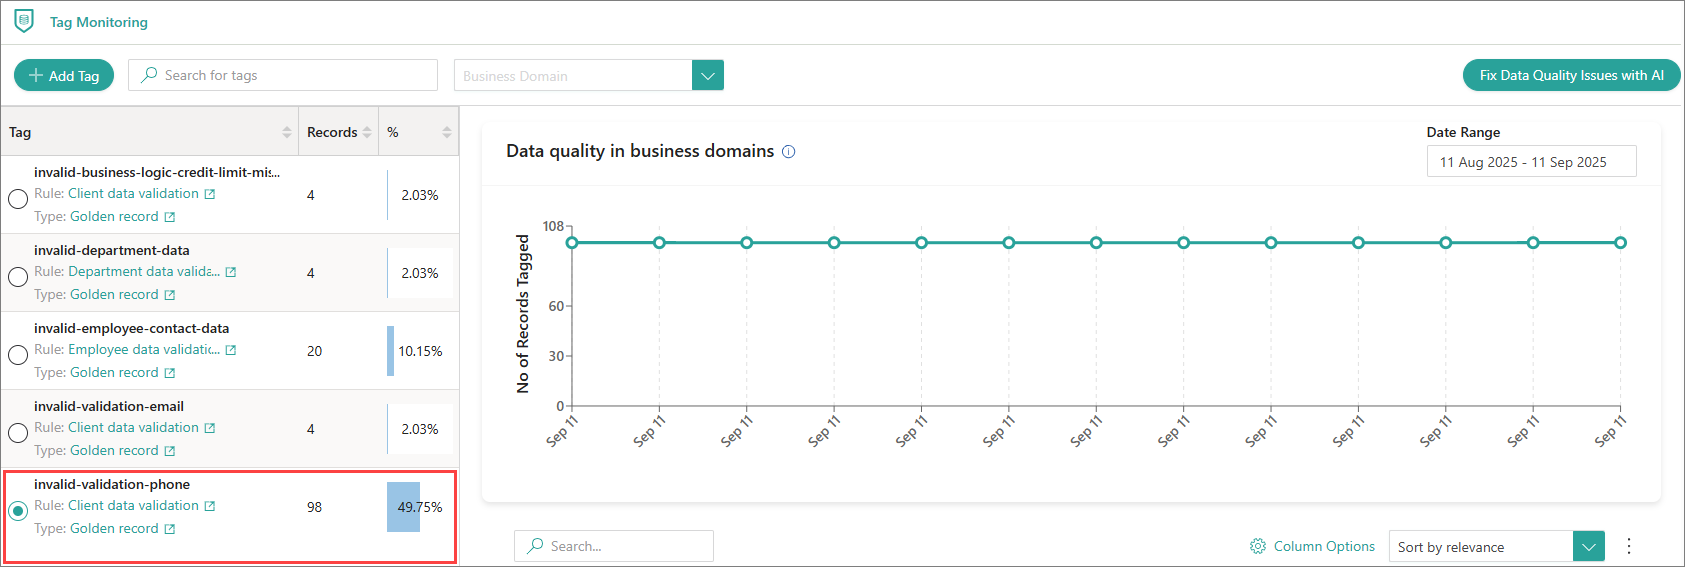 Tag Monitoring
Add Tag
Search for tags
Business Domain
Fix Data Quality Issues with AI
Tag Records %
invalid-business-logic-credit-limit-mis...
Rule: Client data validation
Type: Golden record
4
2.03%
invalid-department-data
Rule: Department data valida...
Type: Golden record
4
2.03%
invalid-employee-contact-data
Rule: Employee data validatic...
Type: Golden record
20
10.15%
invalid-validation-email
Rule: Client data validation
Type: Golden record
4
2.03%
invalid-validation-phone
Rule: Client data validation
Type: Golden record
98
49.75%
Data quality in business domains
Date Range
11 Aug 2025 - 11 Sep 2025
No of Records Tagged
108
60
30
0
Sep 11 Sep 11 Sep 11 Sep 11 Sep 11 Sep 11 Sep 11 Sep 11 Sep 11 Sep 11 Sep 11 Sep 11 Sep 11
Search...
Column Options
Sort by relevance